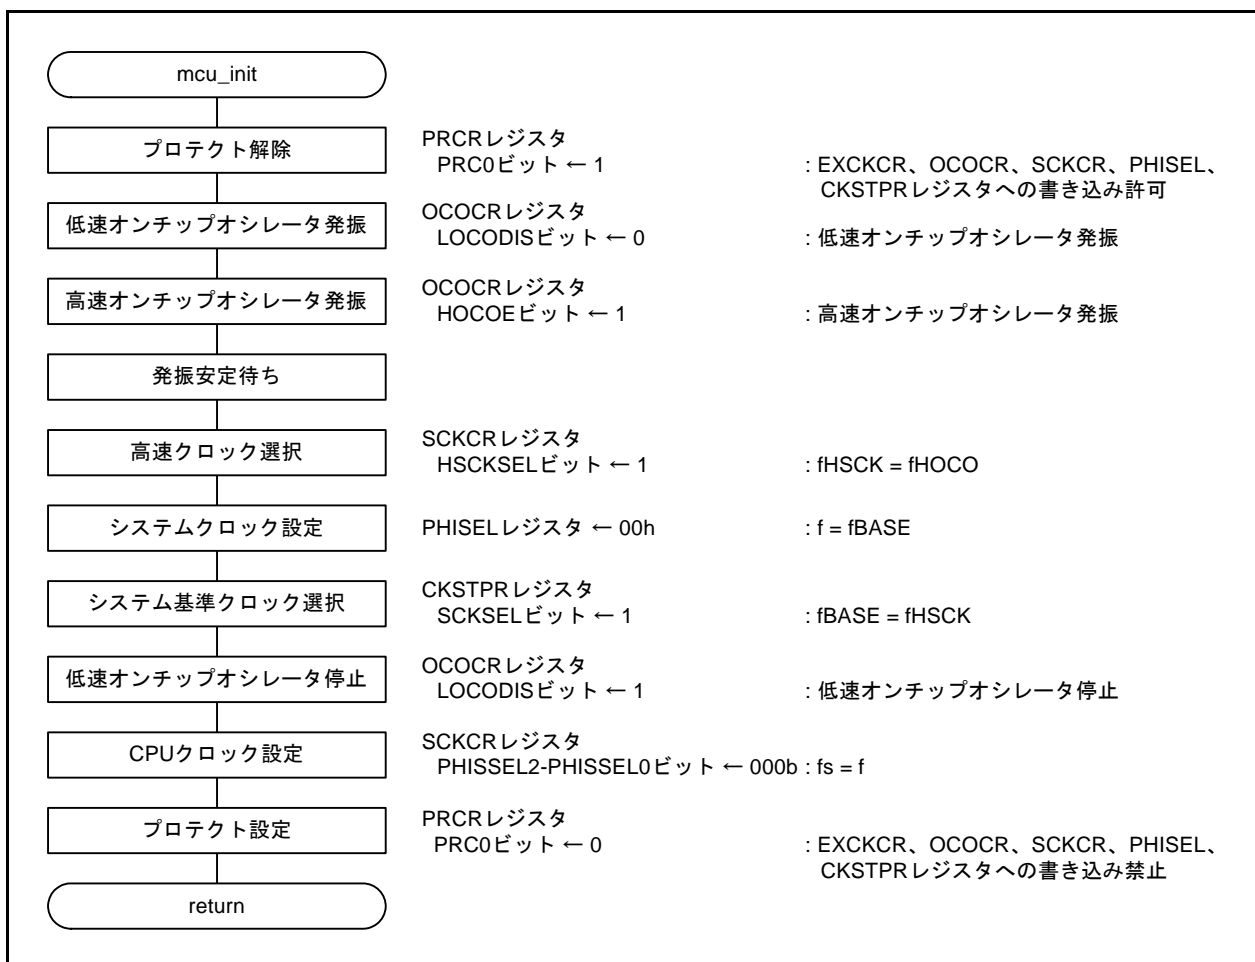 mcu_init
プロテクト解除
PRCRレジスタ
PRC0ビット ← 1 : EXCKCR、OCOCR、SCKCR、PHISEL、
CKSTPRレジスタへの書き込み許可
低速オンチップオシレータ発振
OCOCRレジスタ
LOCODISビット ← 0 : 低速オンチップオシレータ発振
高速オンチップオシレータ発振
OCOCRレジスタ
HOCOEビット ← 1 : 高速オンチップオシレータ発振
発振安定待ち
高速クロック選択
SCKCRレジスタ
HSCKSELビット ← 1 : fHSCK = fHOCO
システムクロック設定
PHISELレジスタ ← 00h : f = fBASE
システム基準クロック選択
CKSTPRレジスタ
SCKSELビット ← 1 : fBASE = fHSCK
低速オンチップオシレータ停止
OCOCRレジスタ
LOCODISビット ← 1 : 低速オンチップオシレータ停止
CPUクロック設定
SCKCRレジスタ
PHISSEL2-PHISSEL0ビット ← 000b : fs = f
プロテクト設定
PRCRレジスタ
PRC0ビット ← 0 : EXCKCR、OCOCR、SCKCR、PHISEL、
CKSTPRレジスタへの書き込み禁止
return